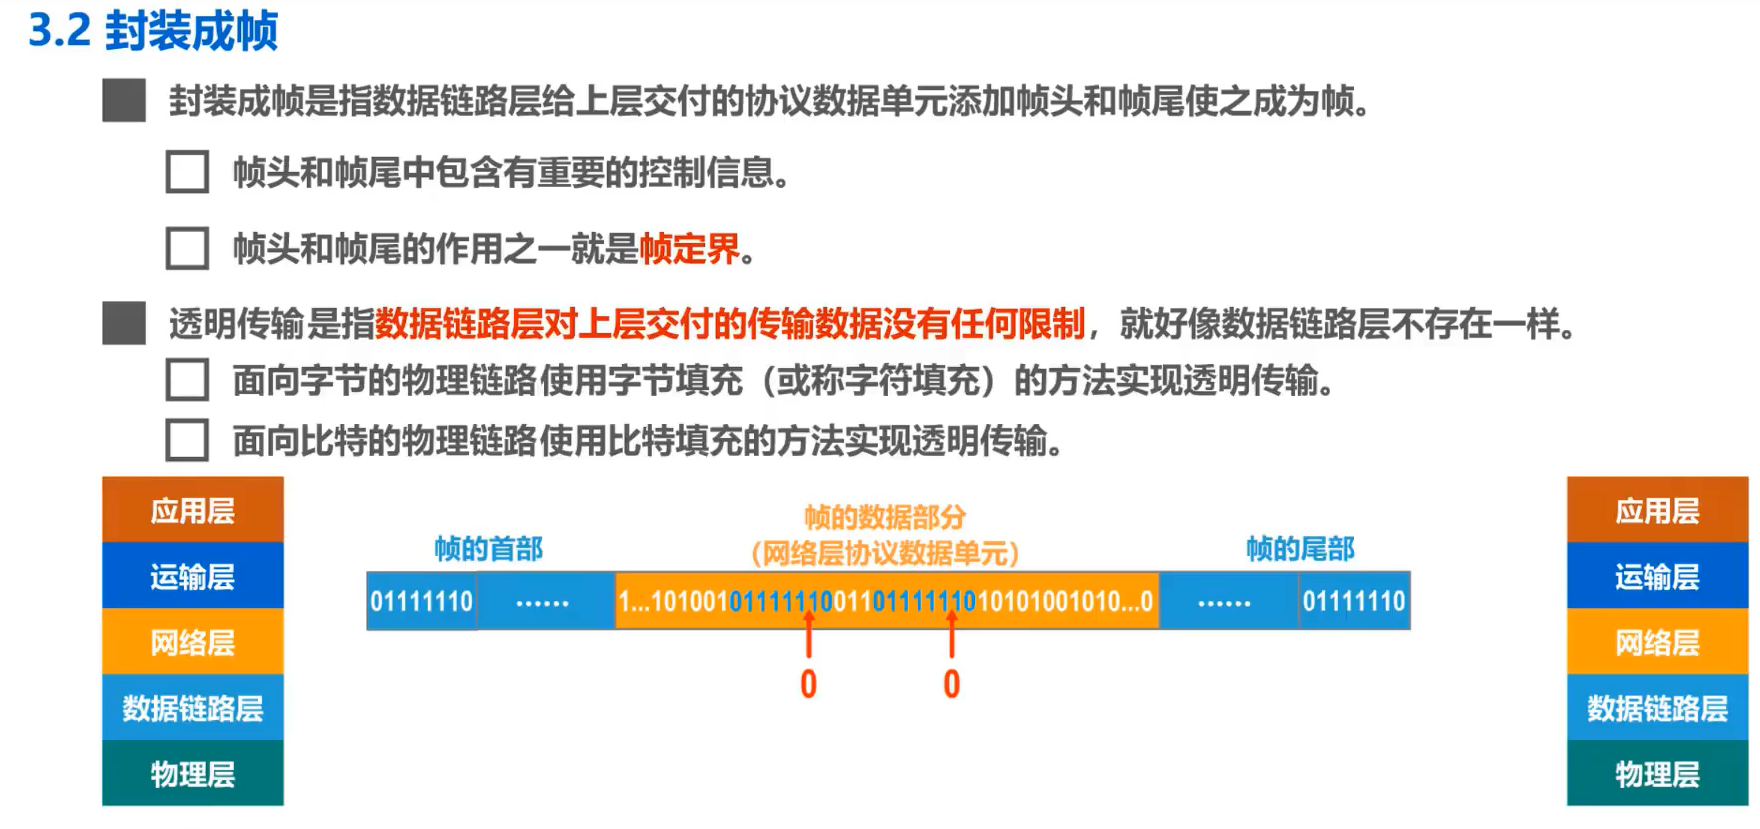 3.2 封装成帧
封装成帧是指数据链路层给上层交付的协议数据单元添加帧头和帧尾使之成为帧。
帧头和帧尾中包含有重要的控制信息。
帧头和帧尾的作用之一就是帧定界。
透明传输是指数据链路层对上层交付的传输数据没有任何限制，就好像数据链路层不存在一样。
面向字节的物理链路使用字节填充（或称字符填充）的方法实现透明传输。
面向比特的物理链路使用比特填充的方法实现透明传输。
应用层
运输层
网络层
数据链路层
物理层
帧的首部
帧的数据部分
（网络层协议数据单元）
帧的尾部
01111110 ...... 1...1010010111111000110111111010101001010...0 ...... 01111110
0 0
应用层
运输层
网络层
数据链路层
物理层